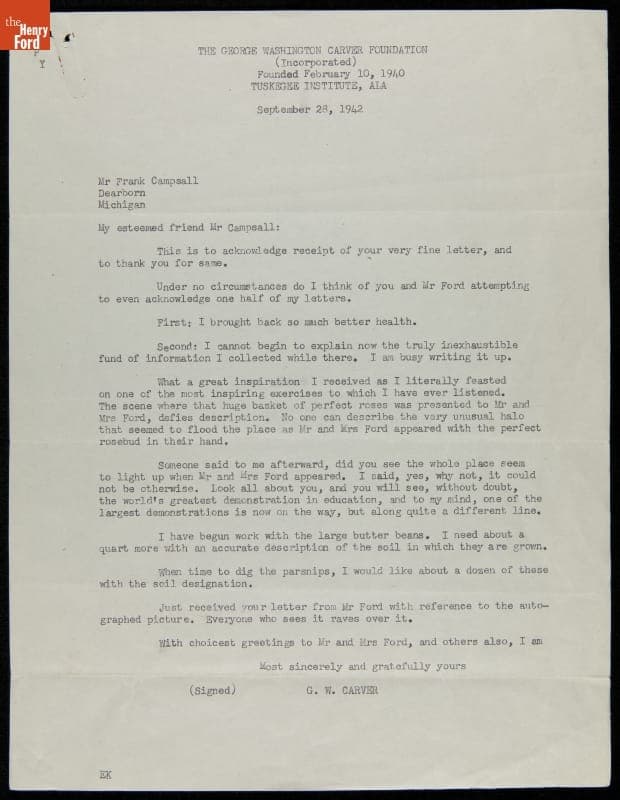 the
Henry
Ford
P
Y
THE GEORGE WASHINGTON CARVER FOUNDATION
(Incorporated)
Founded February 10, 1940
TUSKEGEE INSTITUTE, ALA
September 28, 1942
Mr Frank Campsall
Dearborn
Michigan
My esteemed friend Mr Campsall:
This is to acknowledge receipt of your very fine letter, and
to thank you for same.
Under no circumstances do I think of you and Mr Ford attempting
to even acknowledge one half of my letters.
First: I brought back so much better health.
Second: I cannot begin to explain now the truly inexhaustible
fund of information I collected while there. I am busy writing it up.
What a great inspiration I received as I literally feasted
on one of the most inspiring exercises to which I have ever listened.
The scene where that huge basket of perfect roses was presented to Mr and
Mrs Ford, defies description. No one can describe the very unusual halo
that seemed to flood the place as Mr and Mrs Ford appeared with the perfect
rosebud in their hand.
Someone said to me afterward, did you see the whole place seem
to light up when Mr and Mrs Ford appeared. I said, yes, why not, it could
not be otherwise. Look all about you, and you will see, without doubt,
the world's greatest demonstration in education, and to my mind, one of the
largest demonstrations is now on the way, but along quite a different line.
I have begun work with the large butter beans. I need about a
quart more with an accurate description of the soil in which they are grown.
When time to dig the parsnips, I would like about a dozen of these
with the soil designation.
Just received your letter from Mr Ford with reference to the auto-
graphed picture. Everyone who sees it raves over it.
With choicest greetings to Mr and Mrs Ford, and others also, I am
Most sincerely and gratefully yours
(Signed) G. W. CARVER
EK